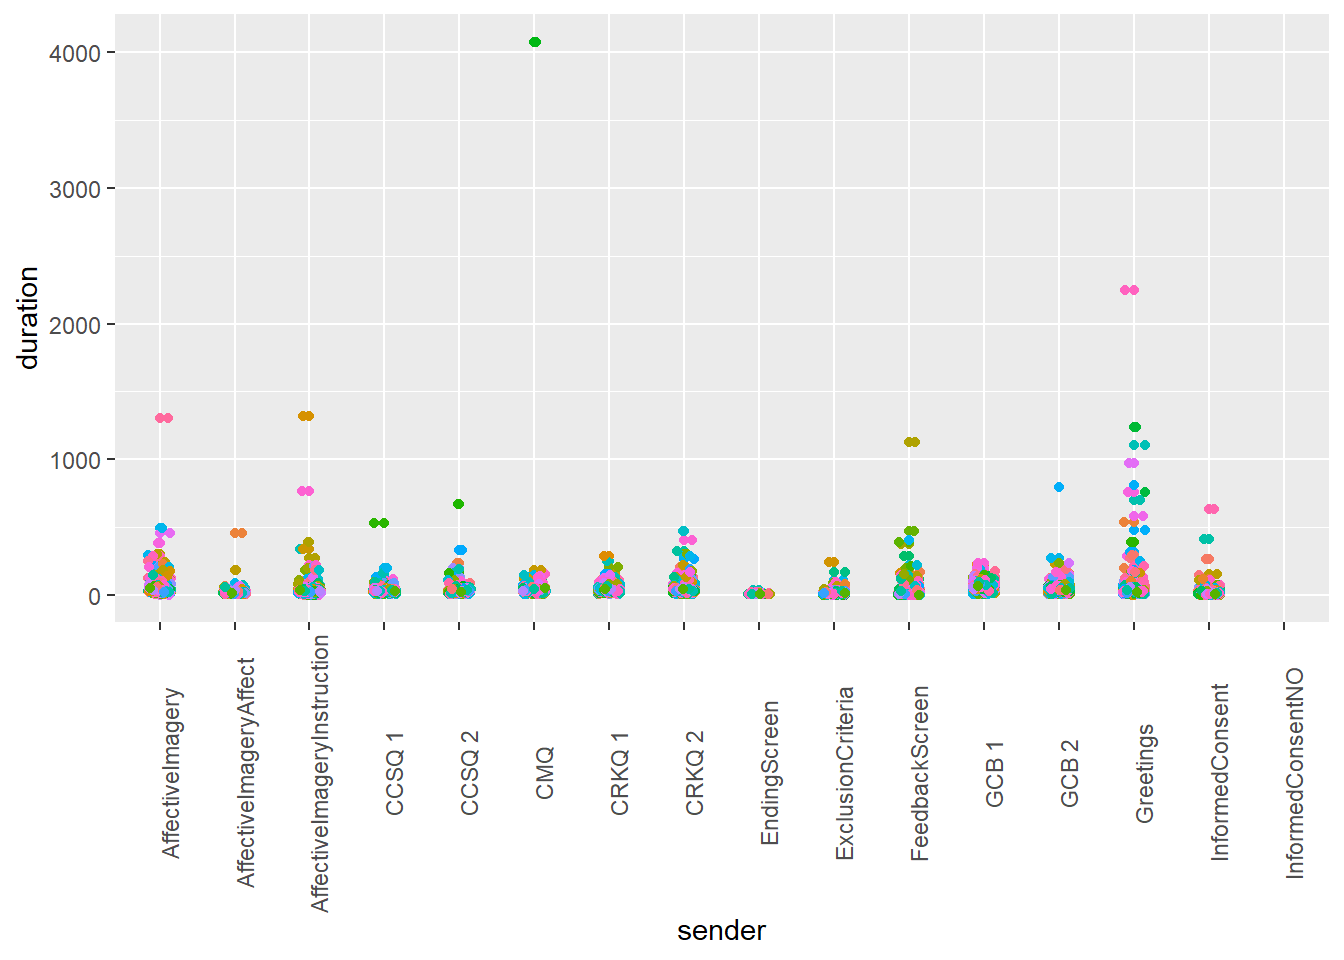 4000
3000
2000
1000
0
duration
AffectiveImagery
AffectiveImageryAffect
AffectiveImageryInstruction
CCSQ 1
CCSQ 2
CMQ
CRKQ 1
CRKQ 2
EndingScreen
ExclusionCriteria
FeedbackScreen
GCB 1
GCB 2
Greetings
InformedConsent
InformedConsentNO
sender